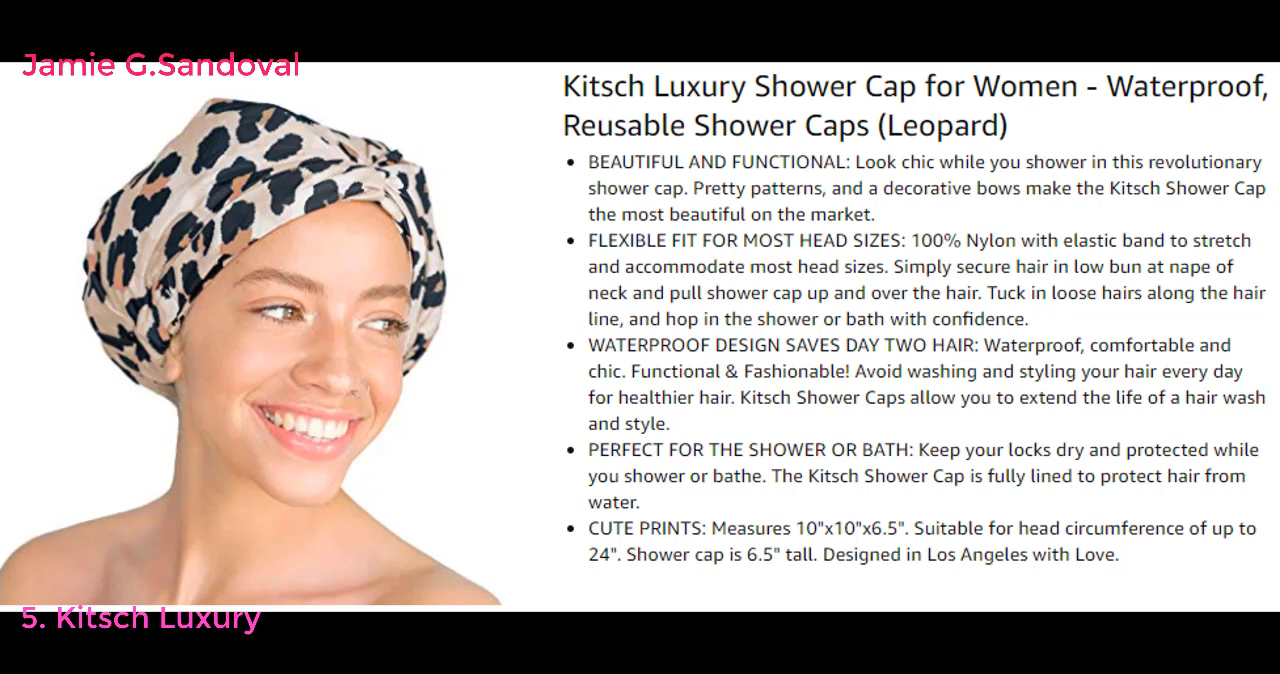 Jamie G.Sandoval
Kitsch Luxury Shower Cap for Women - Waterproof,
Reusable Shower Caps (Leopard)
• BEAUTIFUL AND FUNCTIONAL: Look chic while you shower in this revolutionary
shower cap. Pretty patterns, and a decorative bows make the Kitsch Shower Cap
the most beautiful on the market.
• FLEXIBLE FIT FOR MOST HEAD SIZES: 100% Nylon with elastic band to stretch
and accommodate most head sizes. Simply secure hair in low bun at nape of
neck and pull shower cap up and over the hair. Tuck in loose hairs along the hair
line, and hop in the shower or bath with confidence.
• WATERPROOF DESIGN SAVES DAY TWO HAIR: Waterproof, comfortable and
chic. Functional & Fashionable! Avoid washing and styling your hair every day
for healthier hair. Kitsch Shower Caps allow you to extend the life of a hair wash
and style.
• PERFECT FOR THE SHOWER OR BATH: Keep your locks dry and protected while
you shower or bathe. The Kitsch Shower Cap is fully lined to protect hair from
water.
• CUTE PRINTS: Measures 10"x10"x6.5". Suitable for head circumference of up to
24". Shower cap is 6.5" tall. Designed in Los Angeles with Love.
5. Kitsch Luxury